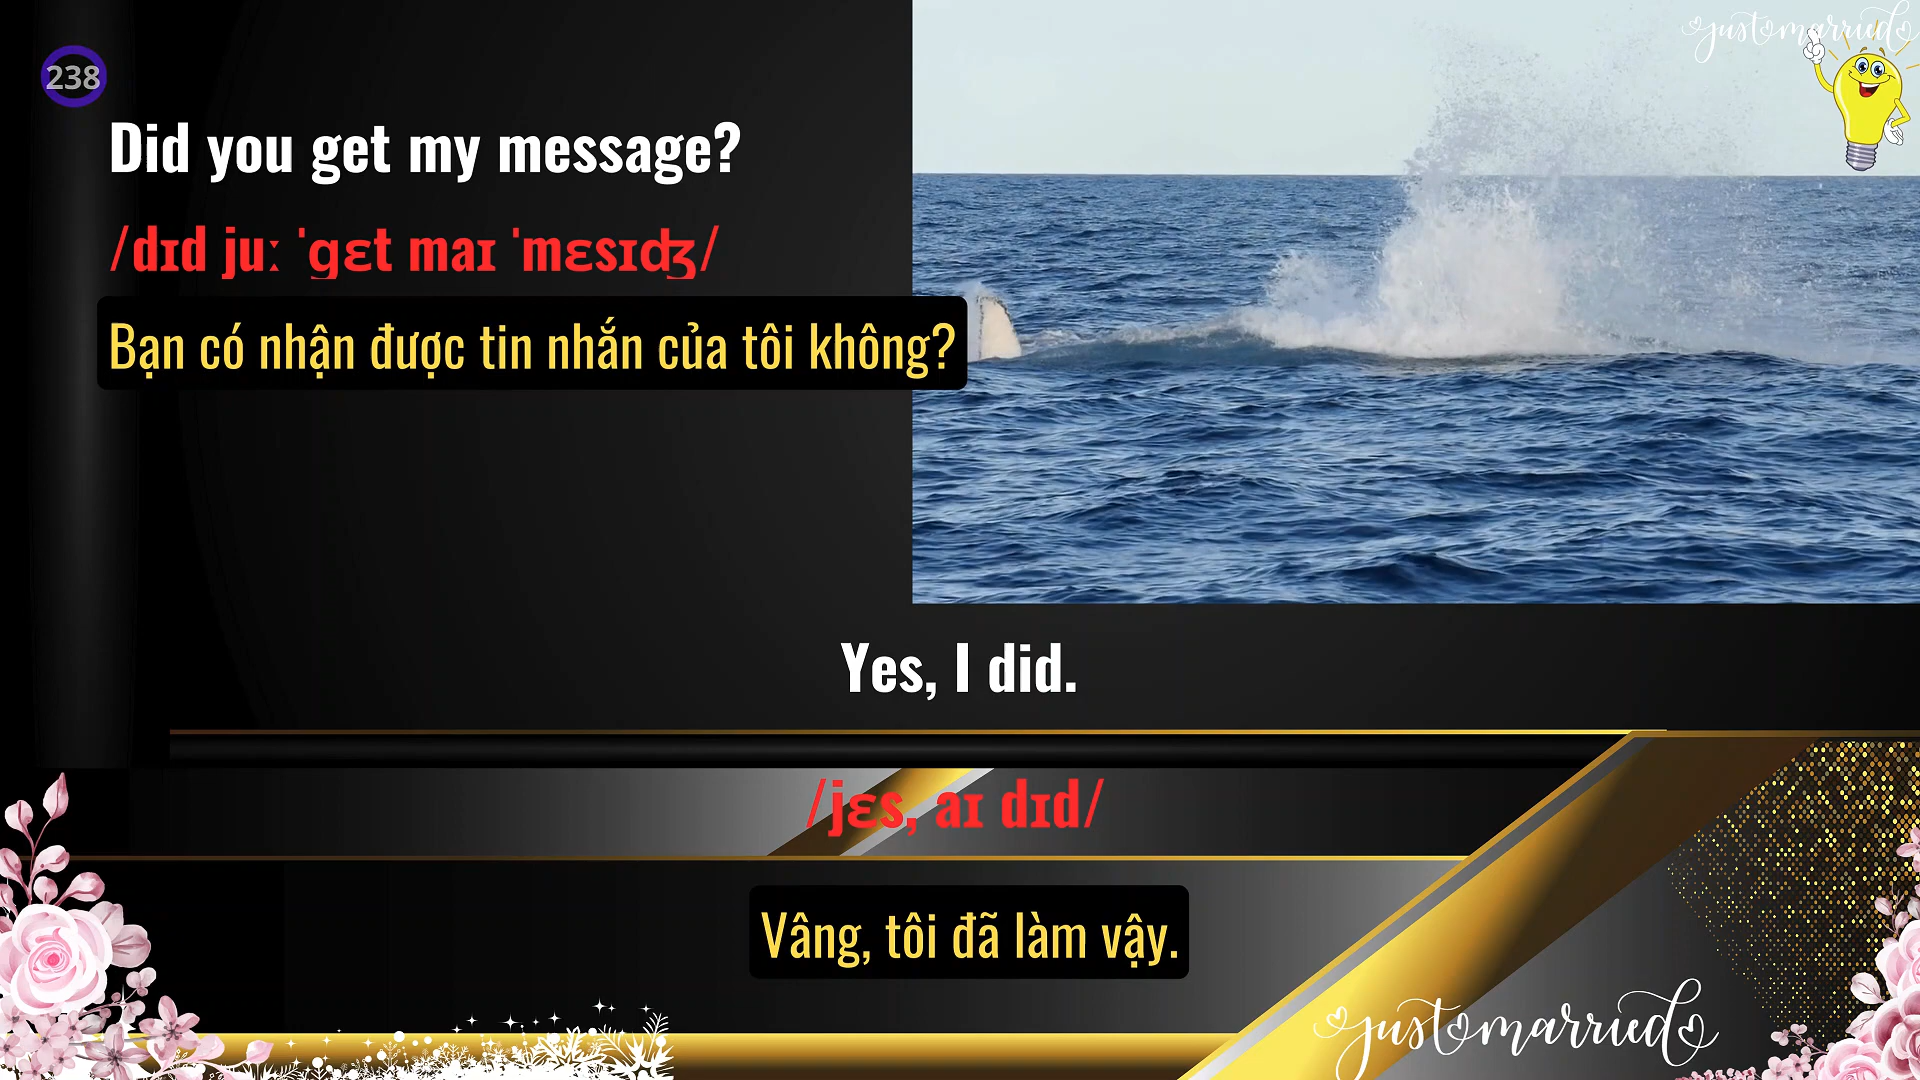 justmarried
238
Did you get my message?
/dɪd juː ˈɡɛt maɪ ˈmɛsɪʤ/
Bạn có nhận được tin nhắn của tôi không?
Yes, I did.
/jɛs, aɪ dɪd/
Vâng, tôi đã làm vậy.
justmarried